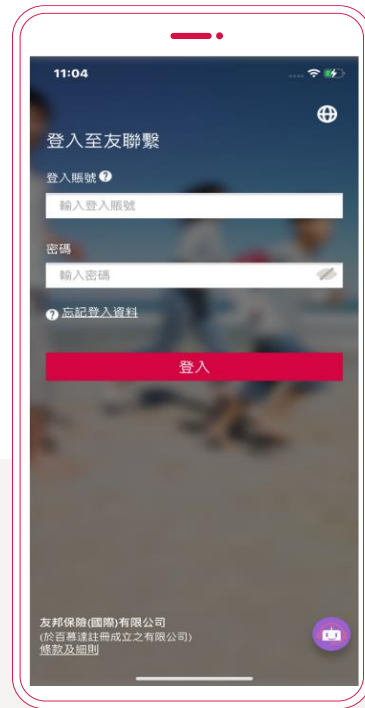 11:04
登入至友聯繫
登入賬號 ?
輸入登入賬號
密碼
輸入密碼
? 忘記登入資料
登入
友邦保險(國際)有限公司
(於百慕達註冊成立之有限公司)
條款及細則